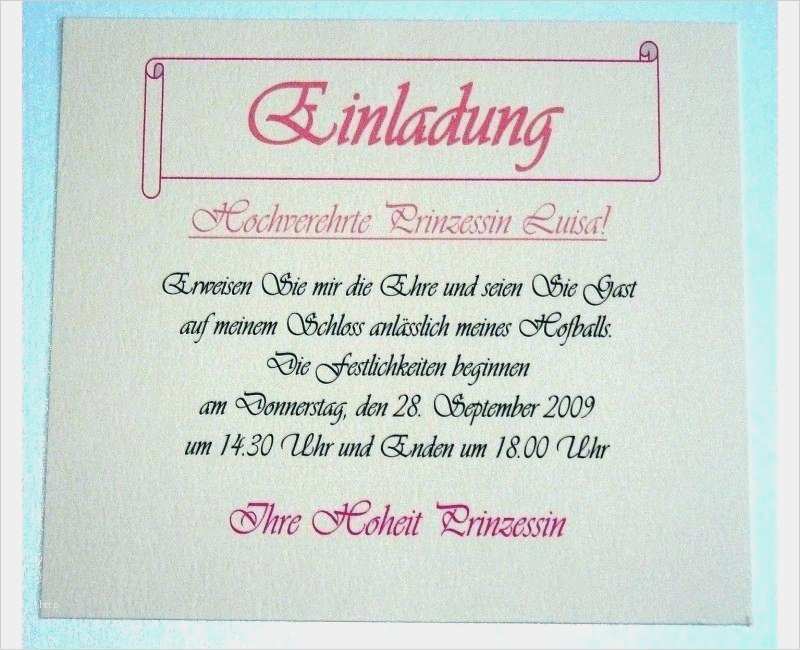 Einladung
Hochverehrte Prinzessin Luisa!
Erweisen Sie mir die Ehre und seien Sie Gast
auf meinem Schloss anlässlich meines Hofballs.
Die Festlichkeiten beginnen
am Donnerstag, den 28. September 2009
um 14.30 Uhr und Enden um 18.00 Uhr
Ihre Hoheit Prinzessin